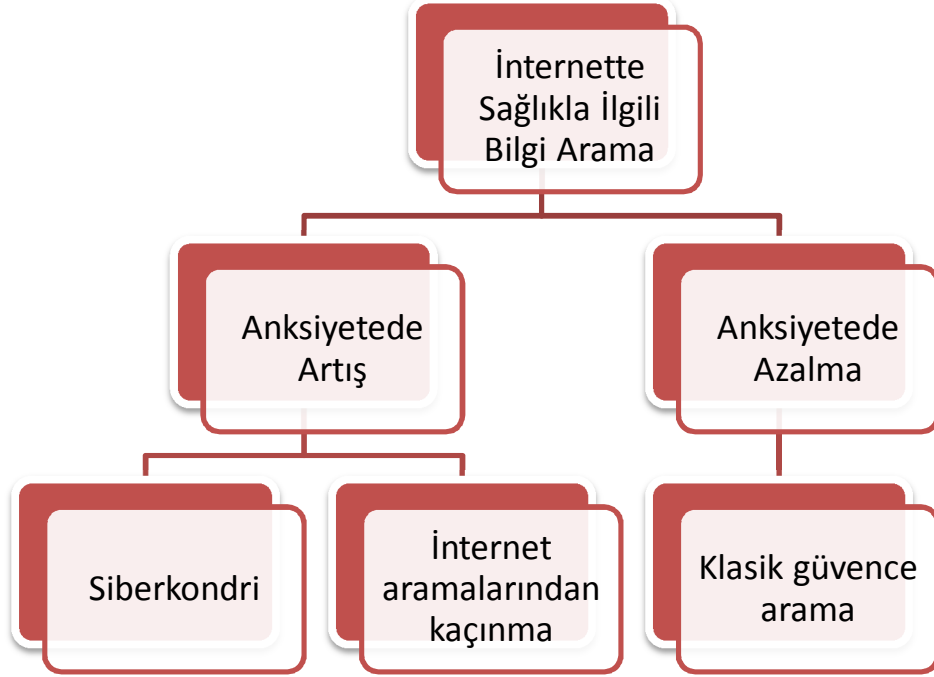 İnternette
Sağlıkla İlgili
Bilgi Arama
Anksiyetede
Artış
Anksiyetede
Azalma
Siberkondri
İnternet
aramalarından
kaçınma
Klasik güvence
arama